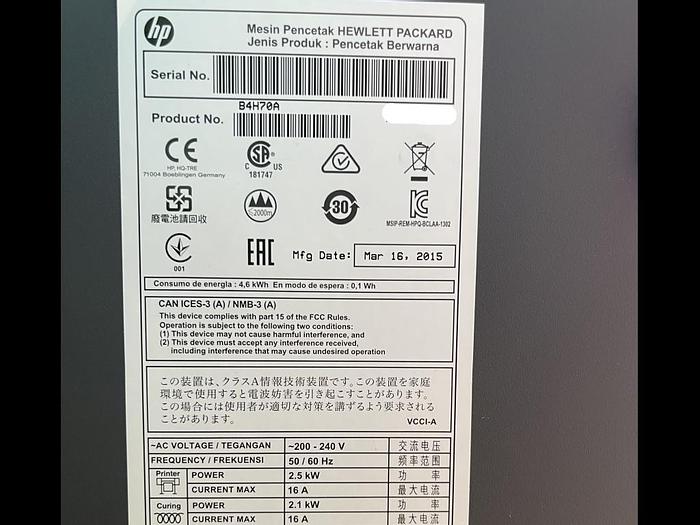 hp
Mesin Pencetak HEWLETT PACKARD
Jenis Produk : Pencetak Berwarna
Serial No.
B4H70A
Product No.
CE
HP, HQ-TRE
71004 Boeblingen Germany
C SA US
181747
廢電池請回收
≤2000m
30
MSIP-REM-HPQ-BCLAA-1302
001
EAC
Mfg Date: Mar 16, 2015
Consumo de energía : 4,6 kWh En modo de espera : 0,1 Wh
CAN ICES-3 (A) / NMB-3 (A)
This device complies with part 15 of the FCC Rules.
Operation is subject to the following two conditions:
(1) This device may not cause harmful interference, and
(2) This device must accept any interference received,
including interference that may cause undesired operation
この装置は、クラスA情報技術装置です。この装置を家庭
環境で使用すると電波妨害を引き起こすことがあります。
この場合には使用者が適切な対策を講ずるよう要求される
ことがあります。
VCCI-A
~AC VOLTAGE / TEGANGAN ~200 - 240 V 交流电压
FREQUENCY / FREKUENSI 50 / 60 Hz 频率范围
Printer POWER 2.5 kW 功 率
CURRENT MAX 16 A 最大电流
Curing POWER 2.1 kW 功 率
CURRENT MAX 16 A 最大电流